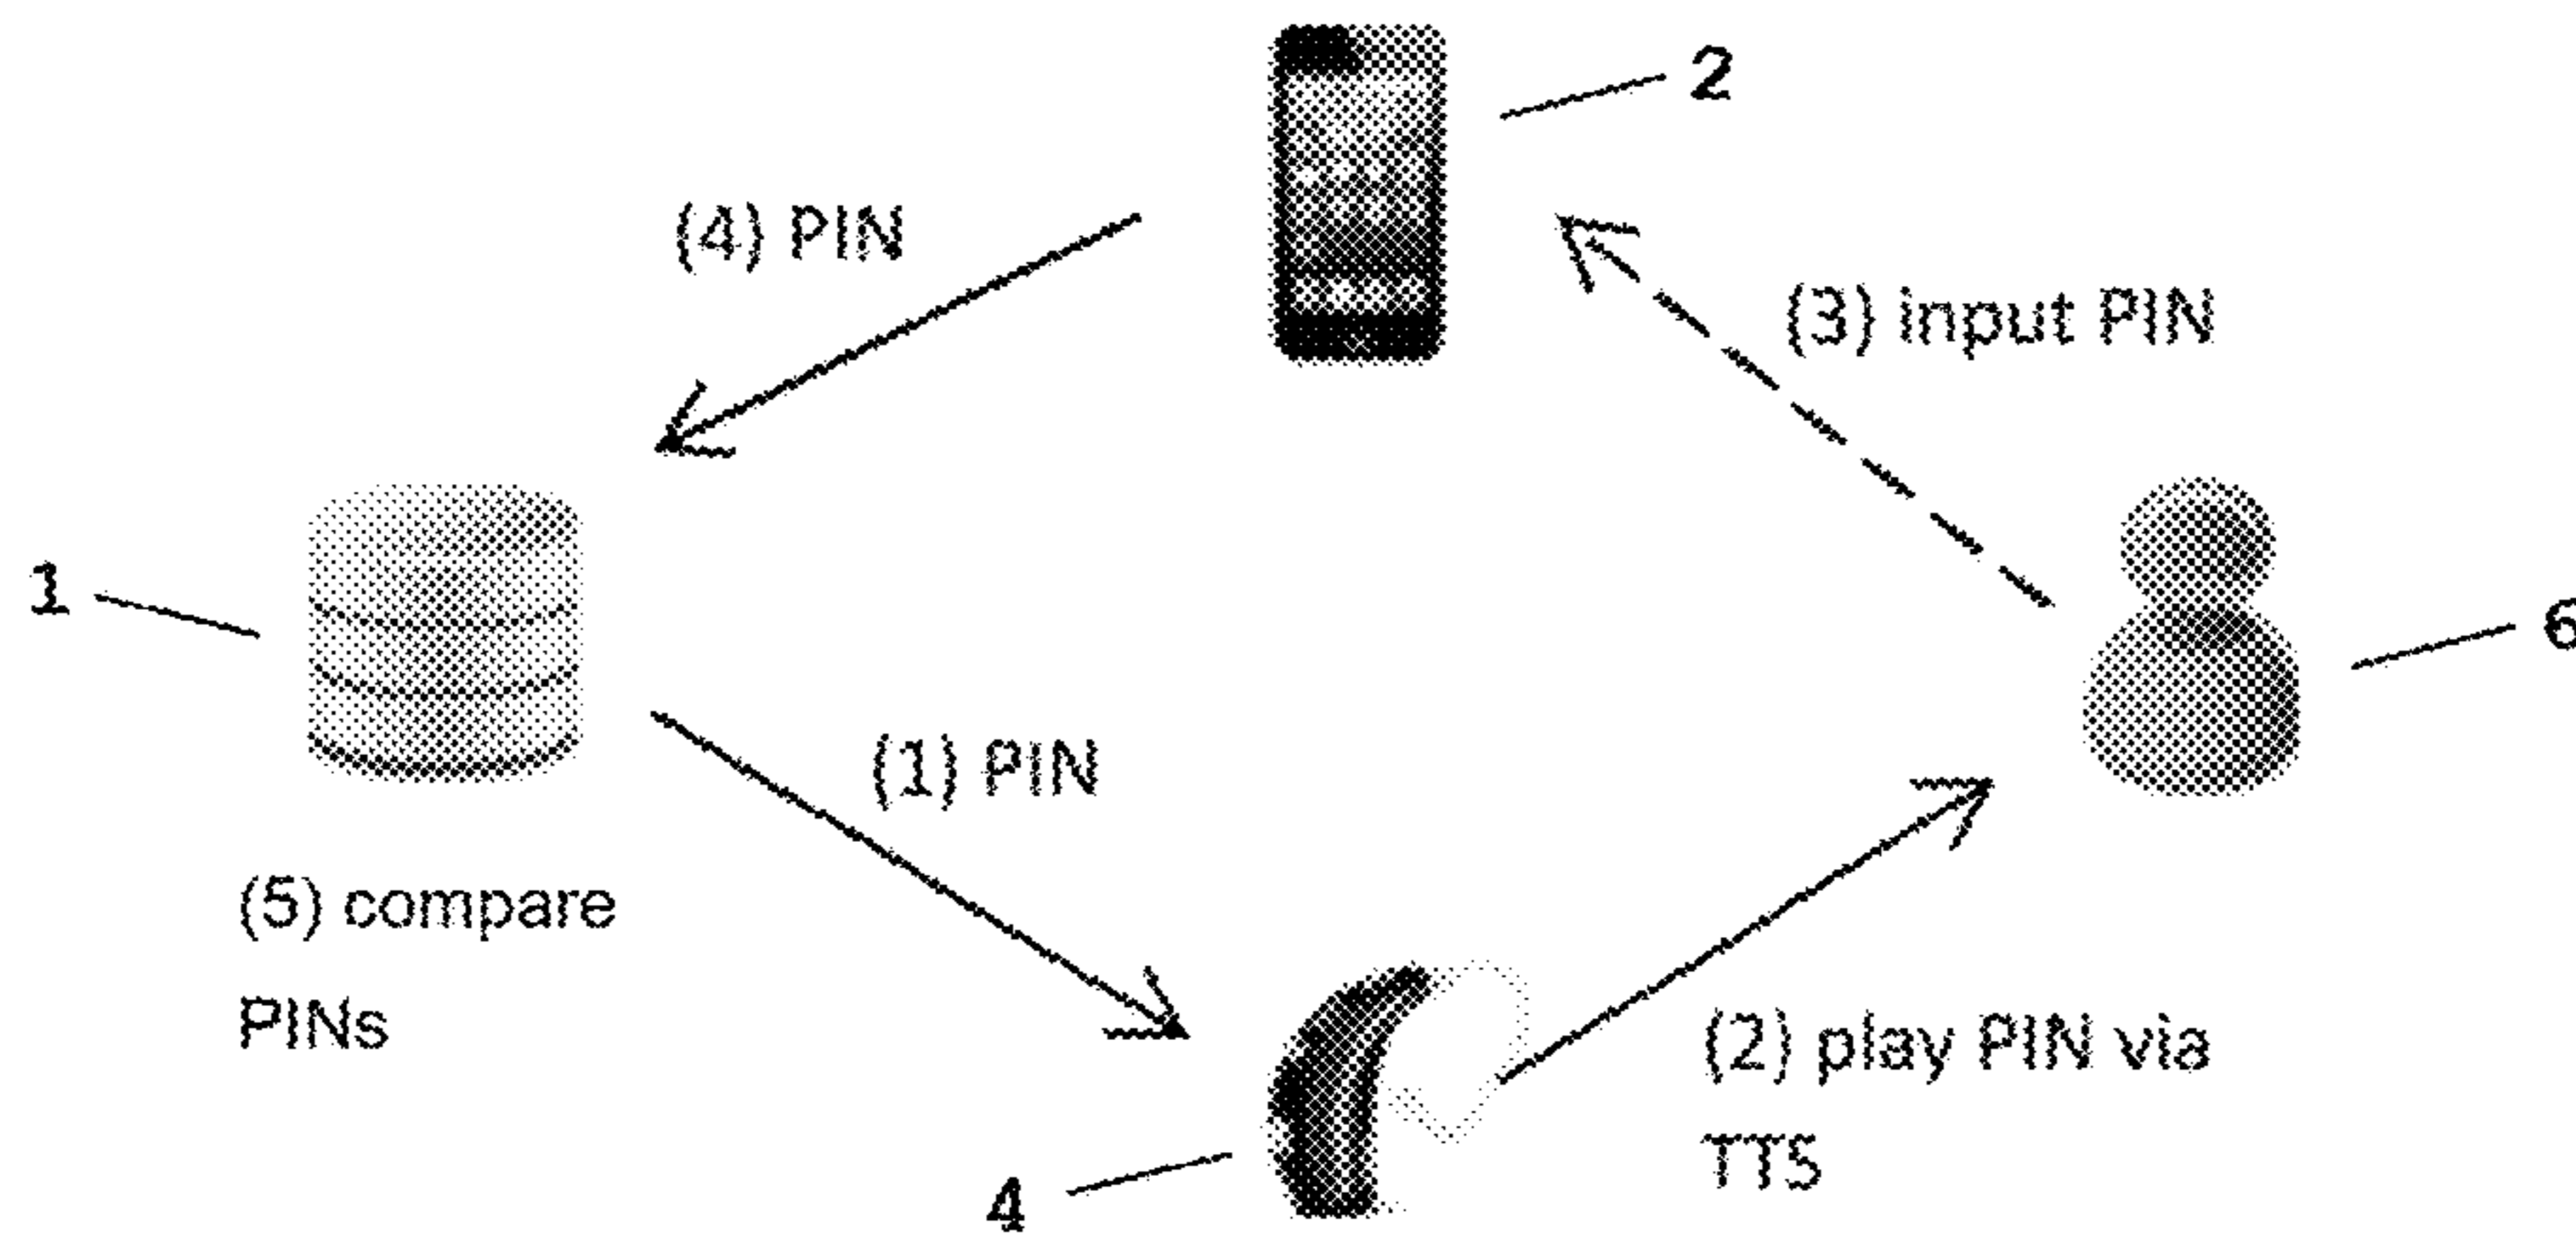 2
(4) PIN
(3) input PIN
1
6
(1) PIN
(5) compare
PINs
(2) play PIN via
TTS
4